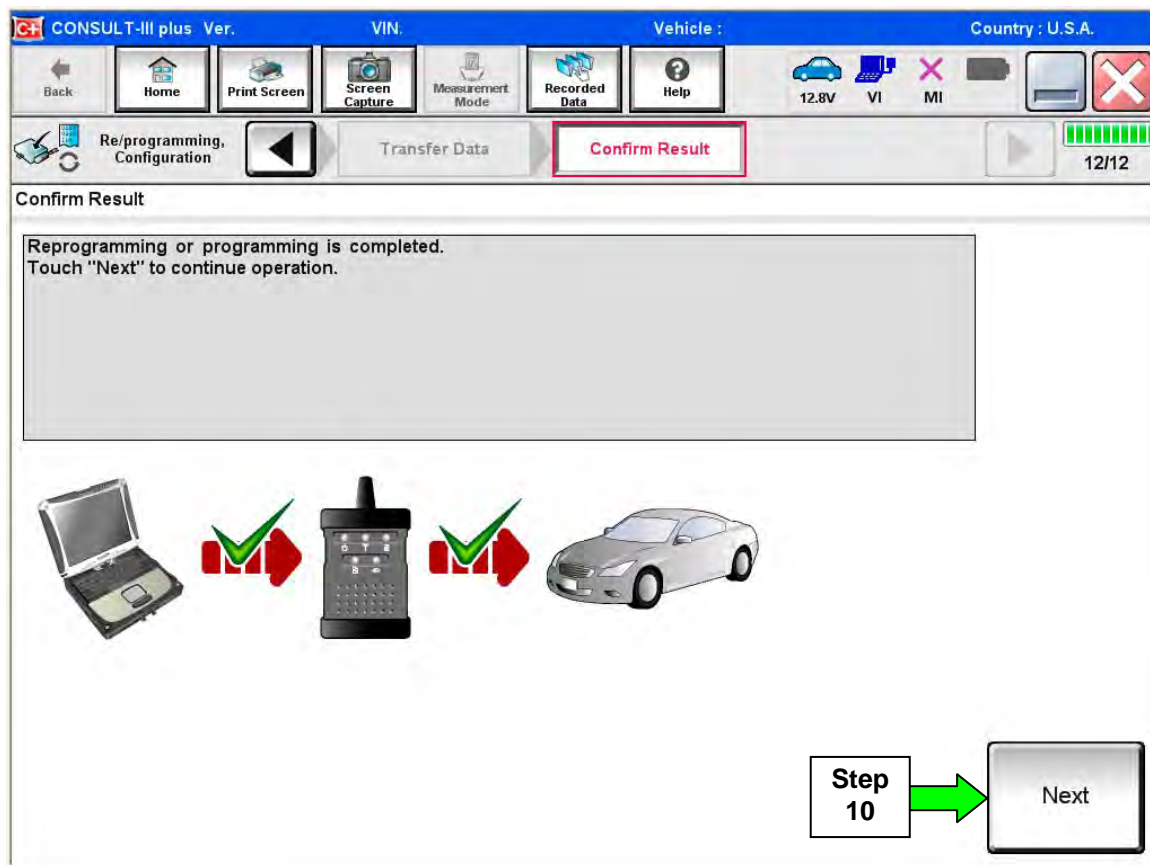 C+ CONSULT-III plus Ver. VIN: Vehicle : Country : U.S.A.
Back
Home
Print Screen
Screen
Capture
Measurement
Mode
Recorded
Data
Help
12.8V
VI
MI
Re/programming,
Configuration
Transfer Data
Confirm Result
12/12
Confirm Result
Reprogramming or programming is completed.
Touch "Next" to continue operation.
Step
10
Next